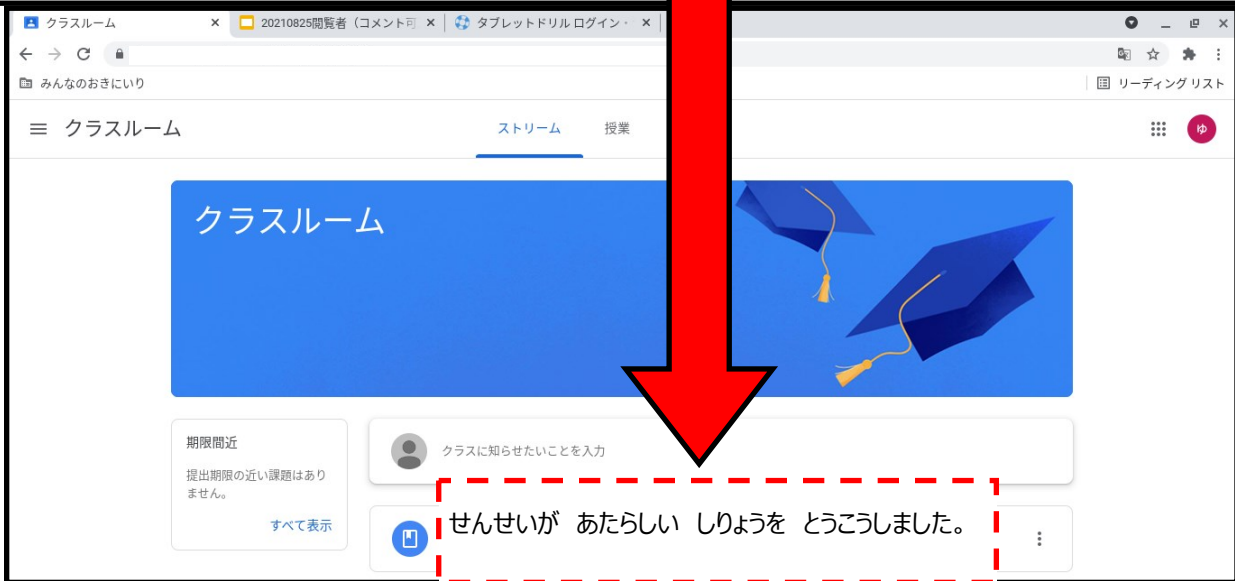 クラスルーム
20210825閲覧者（コメント可
タブレットドリル ログイン・
みんなのおきにいり
リーディング リスト
クラスルーム
ストリーム
授業
ゆ
クラスルーム
期限間近
提出期限の近い課題はあり
ません。
すべて表示
クラスに知らせたいことを入力
せんせいが あたらしい しりょうを とうこうしました。